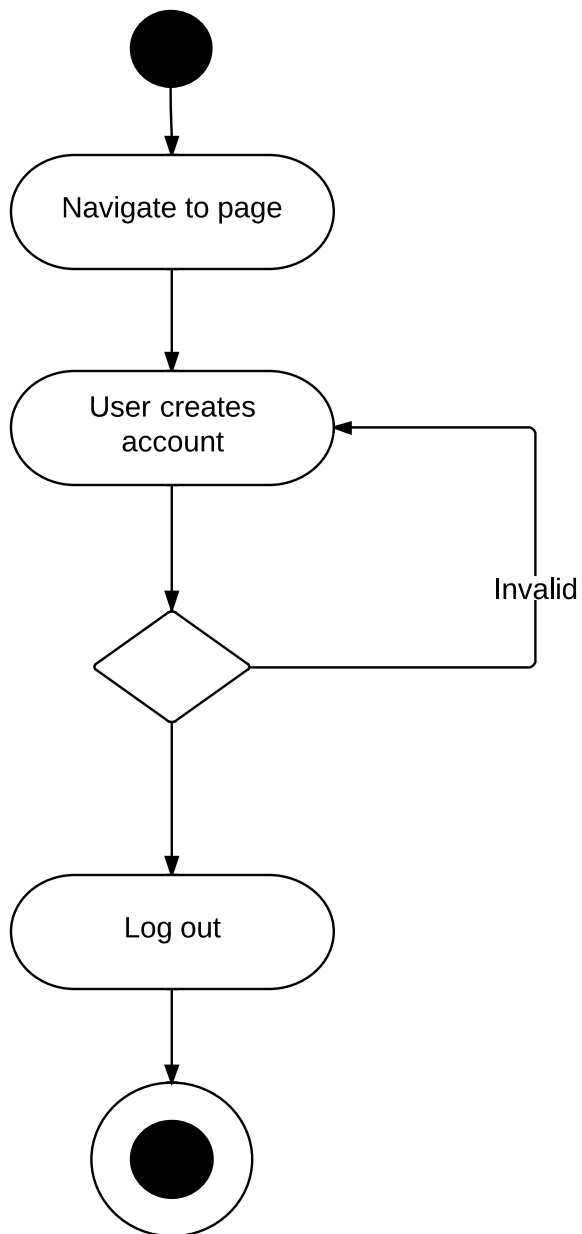 Navigate to page
User creates
account
Invalid
Log out